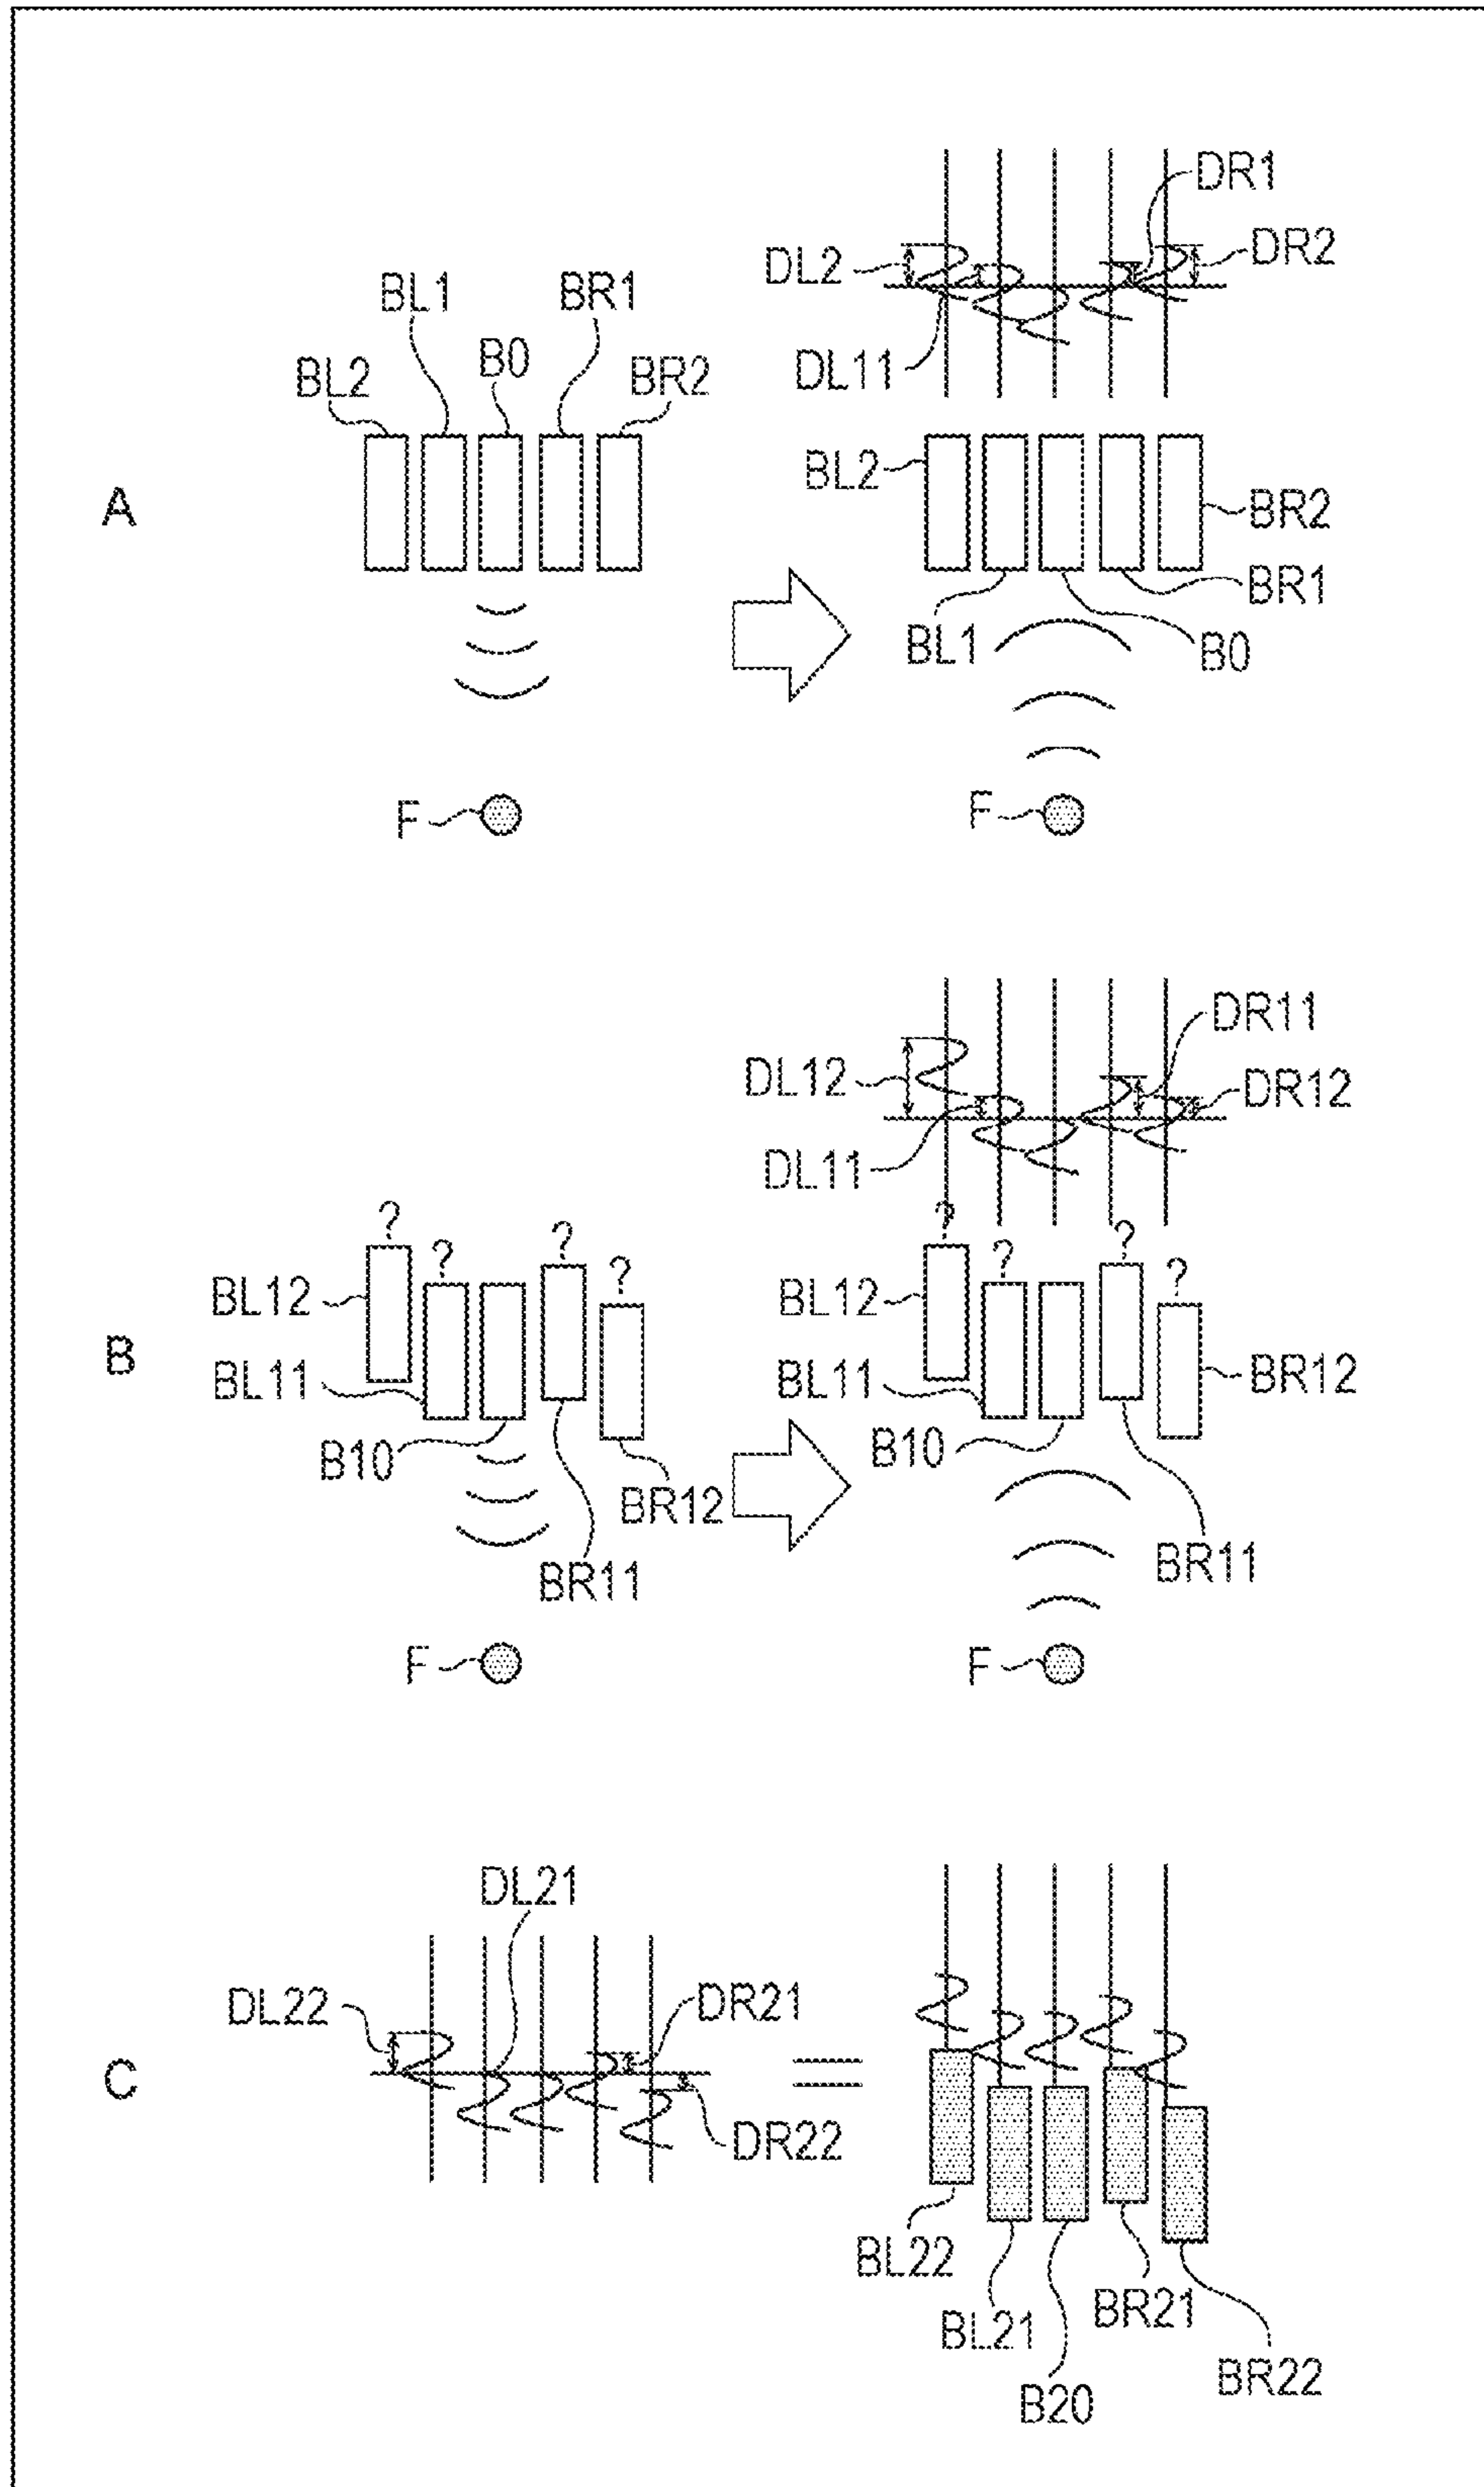 A
BL2
BL1
B0
BR1
BR2
F
DL2
DL11
DR1
DR2
BL2
BL1
BR2
BR1
B0
F
B
?
?
?
?
BL12
BL11
B10
BR12
BR11
F
DL12
DL11
DR11
DR12
?
?
?
?
BL12
BL11
B10
BR12
BR11
F
C
DL21
DL22
DR21
DR22
=
BL22
BL21
B20
BR21
BR22